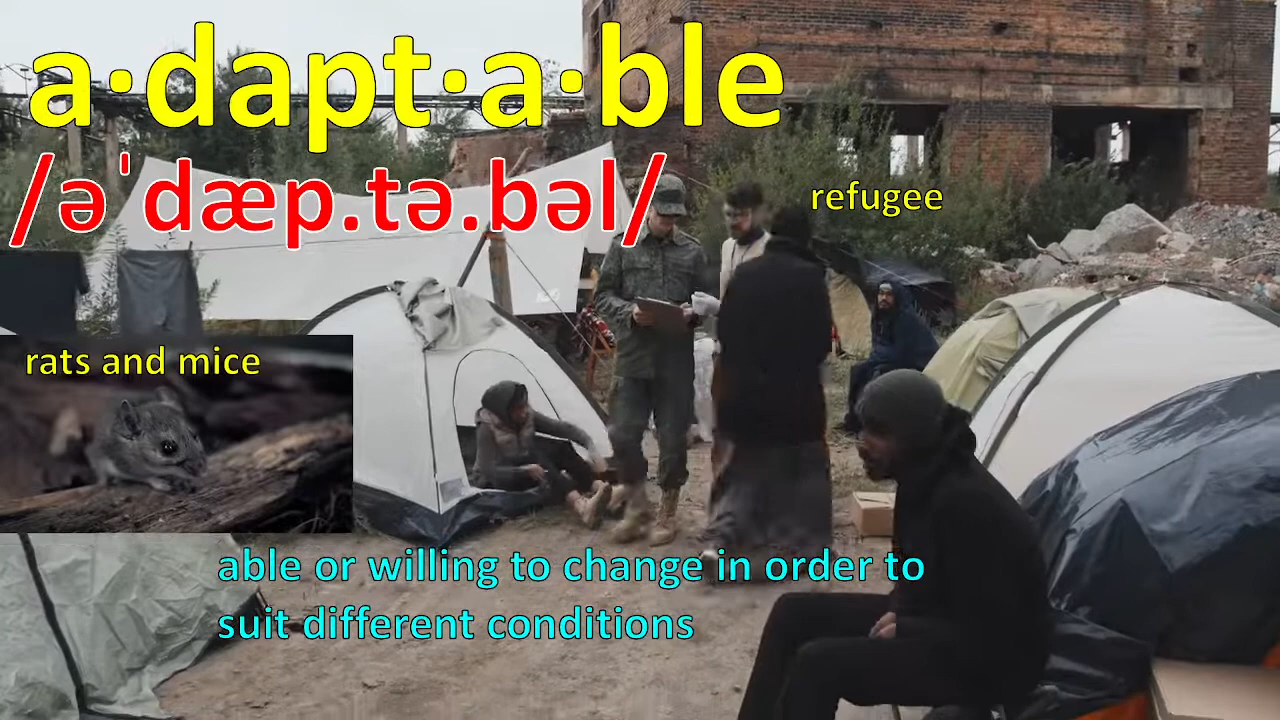 a·dapt·a·ble
/əˈdæp.tə.bəl/
refugee
rats and mice
able or willing to change in order to
suit different conditions